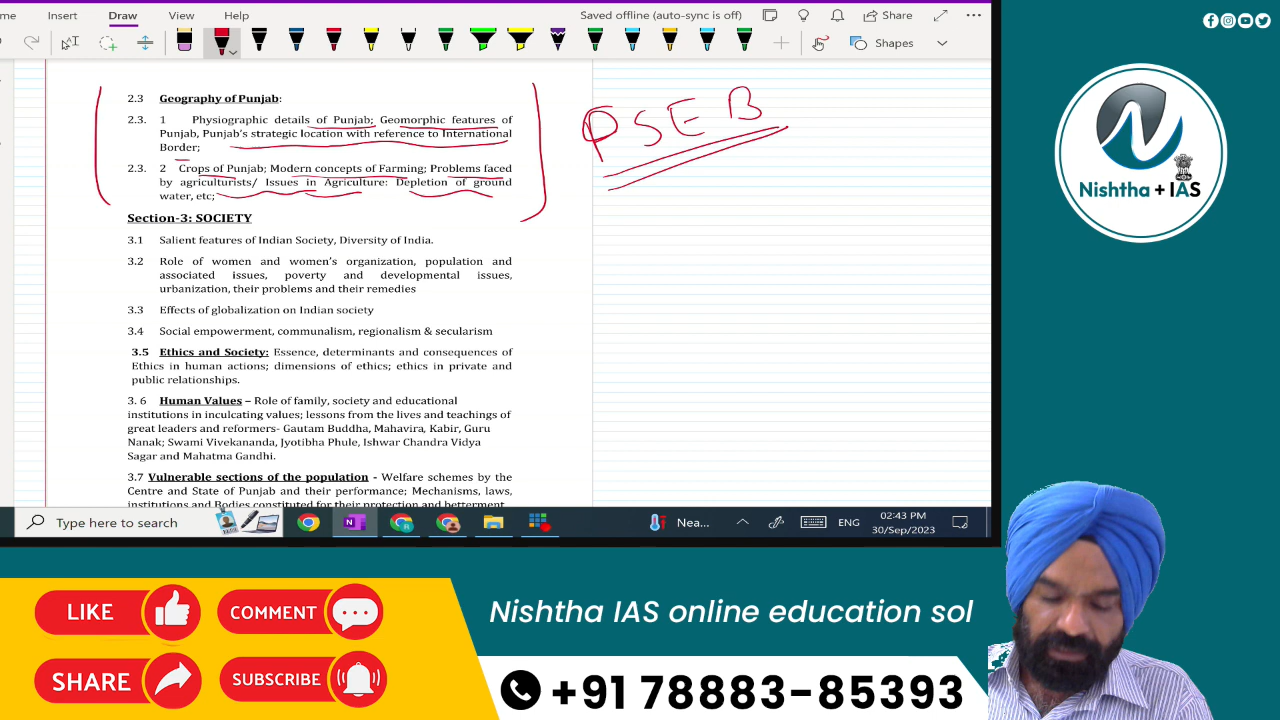 Insert Draw View Help Saved offline (auto-sync is off) Share
Shapes
2.3 Geography of Punjab:
2.3. 1 Physiographic details of Punjab; Geomorphic features of
Punjab, Punjab's strategic location with reference to International
Border;
2.3. 2 Crops of Punjab; Modern concepts of Farming; Problems faced
by agriculturists/ Issues in Agriculture: Depletion of ground
water, etc;
PSEB
Section-3: SOCIETY
3.1 Salient features of Indian Society, Diversity of India.
3.2 Role of women and women's organization, population and
associated issues, poverty and developmental issues,
urbanization, their problems and their remedies
3.3 Effects of globalization on Indian society
3.4 Social empowerment, communalism, regionalism & secularism
3.5 Ethics and Society: Essence, determinants and consequences of
Ethics in human actions; dimensions of ethics; ethics in private and
public relationships.
3. 6 Human Values – Role of family, society and educational
institutions in inculcating values; lessons from the lives and teachings of
great leaders and reformers- Gautam Buddha, Mahavira, Kabir, Guru
Nanak; Swami Vivekananda, Jyotibha Phule, Ishwar Chandra Vidya
Sagar and Mahatma Gandhi.
3.7 Vulnerable sections of the population - Welfare schemes by the
Centre and State of Punjab and their performance; Mechanisms, laws,
institutions and Bodies constituted for their protection and betterment
Type here to search
Nea...
ENG
02:43 PM
30/Sep/2023
Nishtha + IAS
LIKE
COMMENT
SHARE
SUBSCRIBE
Nishtha IAS online education sol
+91 78883-85393